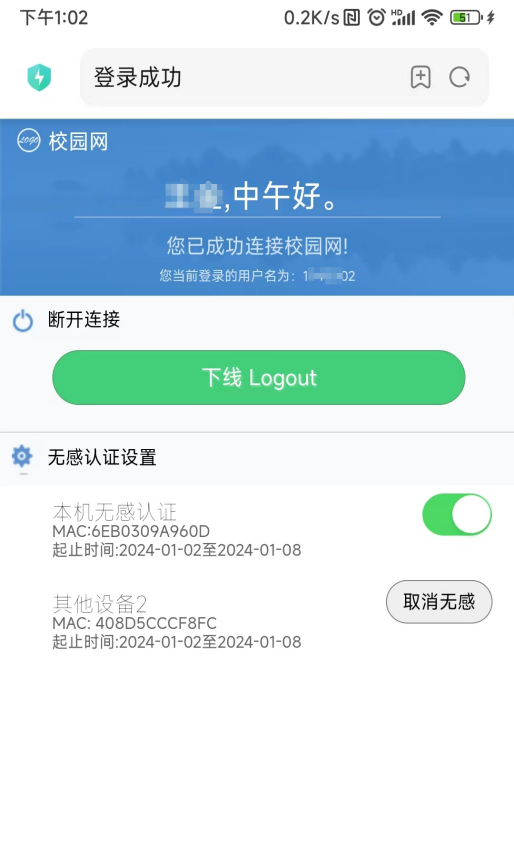 下午1:02
0.2K/s
HD
51
登录成功
LOGO 校园网
,中午好。
您已成功连接校园网!
您当前登录的用户名为: 1 02
断开连接
下线 Logout
无感认证设置
本机无感认证
MAC:6EB0309A960D
起止时间:2024-01-02至2024-01-08
其他设备2
取消无感
MAC: 408D5CCCF8FC
起止时间:2024-01-02至2024-01-08